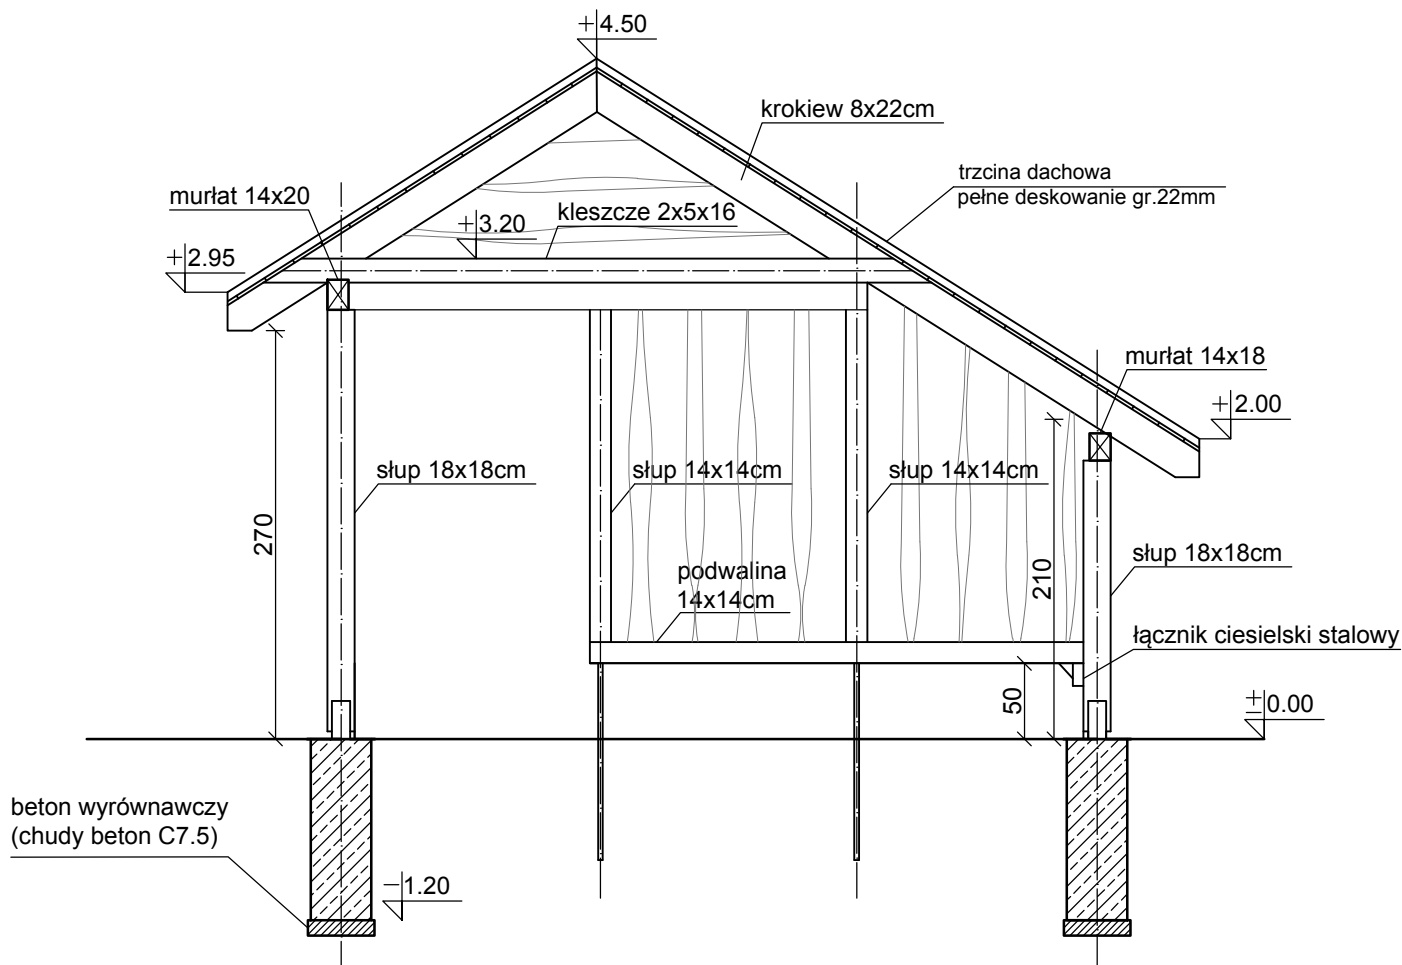 +4.50
krokiew 8x22cm
trzcina dachowa
pełne deskowanie gr.22mm
murłat 14x20
kleszcze 2x5x16
+3.20
+2.95
murłat 14x18
+2.00
słup 18x18cm
słup 14x14cm
słup 14x14cm
270
210
słup 18x18cm
podwalina
14x14cm
łącznik ciesielski stalowy
50
±0.00
beton wyrównawczy
(chudy beton C7.5)
-1.20